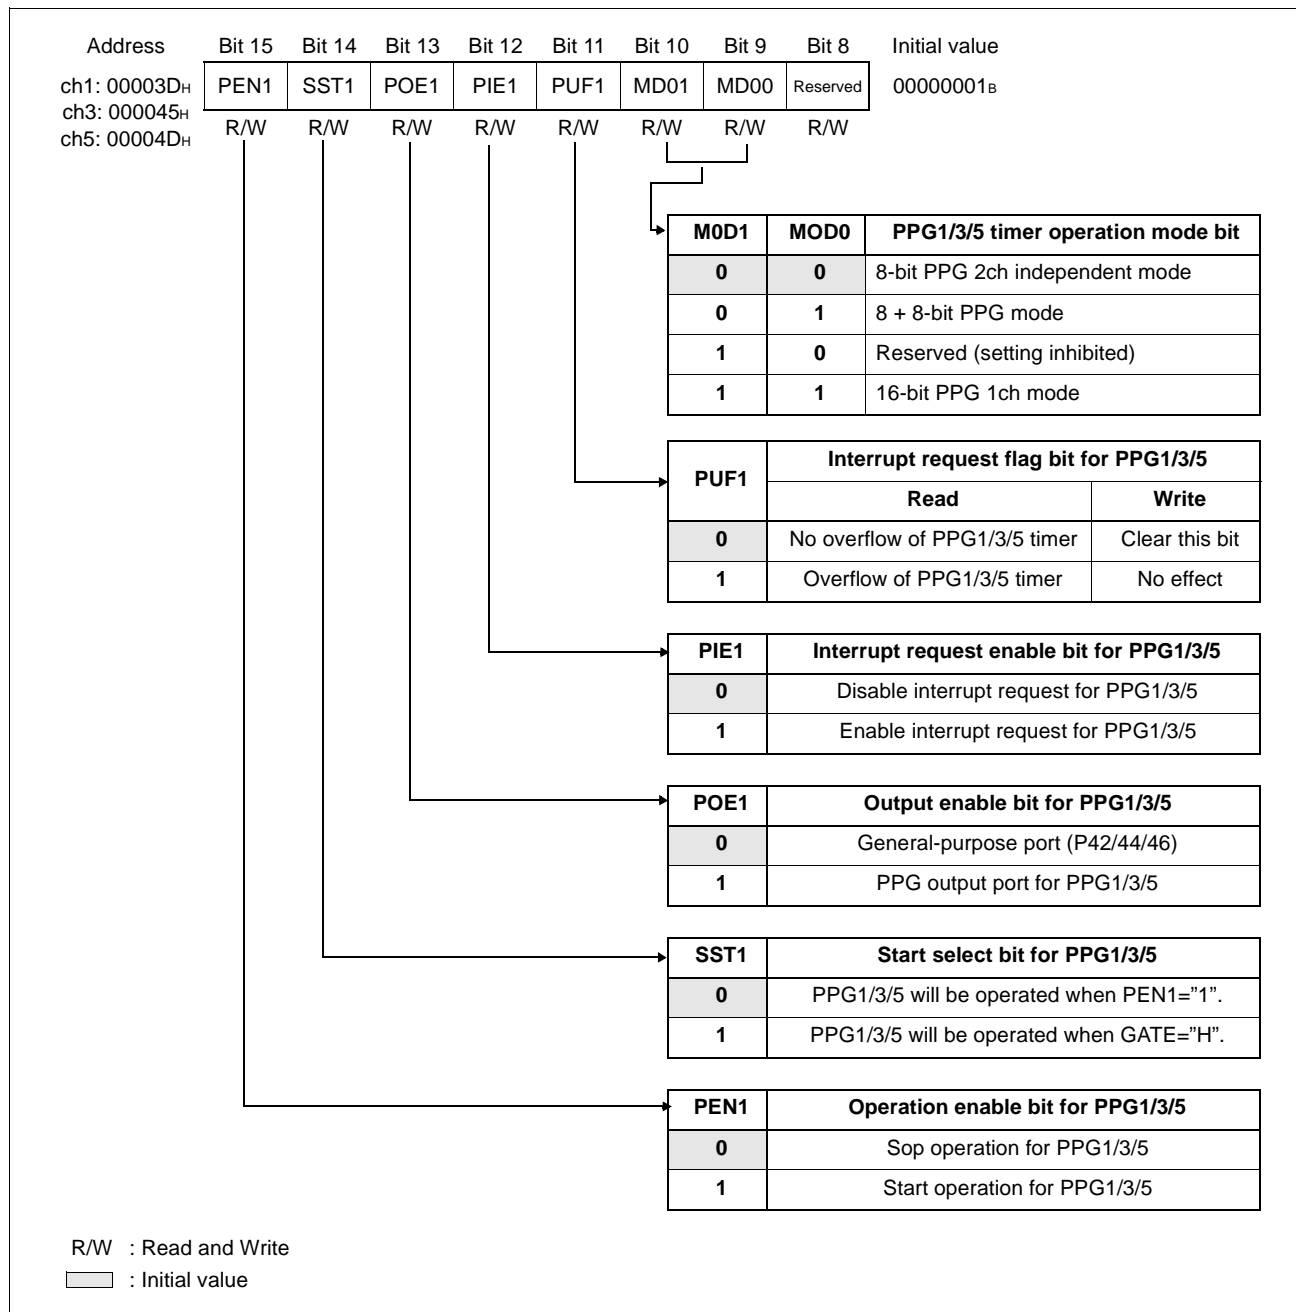 Address Bit 15 Bit 14 Bit 13 Bit 12 Bit 11 Bit 10 Bit 9 Bit 8 Initial value
ch1: 00003DH PEN1 SST1 POE1 PIE1 PUF1 MD01 MD00 Reserved 00000001B
ch3: 000045H
R/W R/W R/W R/W R/W R/W R/W R/W
ch5: 00004DH
M0D1 MOD0 PPG1/3/5 timer operation mode bit
0 0 8-bit PPG 2ch independent mode
0 1 8 + 8-bit PPG mode
1 0 Reserved (setting inhibited)
1 1 16-bit PPG 1ch mode
PUF1 Interrupt request flag bit for PPG1/3/5
Read Write
0 No overflow of PPG1/3/5 timer Clear this bit
1 Overflow of PPG1/3/5 timer No effect
PIE1 Interrupt request enable bit for PPG1/3/5
0 Disable interrupt request for PPG1/3/5
1 Enable interrupt request for PPG1/3/5
POE1 Output enable bit for PPG1/3/5
0 General-purpose port (P42/44/46)
1 PPG output port for PPG1/3/5
SST1 Start select bit for PPG1/3/5
0 PPG1/3/5 will be operated when PEN1=”1”.
1 PPG1/3/5 will be operated when GATE=”H”.
PEN1 Operation enable bit for PPG1/3/5
0 Sop operation for PPG1/3/5
1 Start operation for PPG1/3/5
R/W : Read and Write
: Initial value